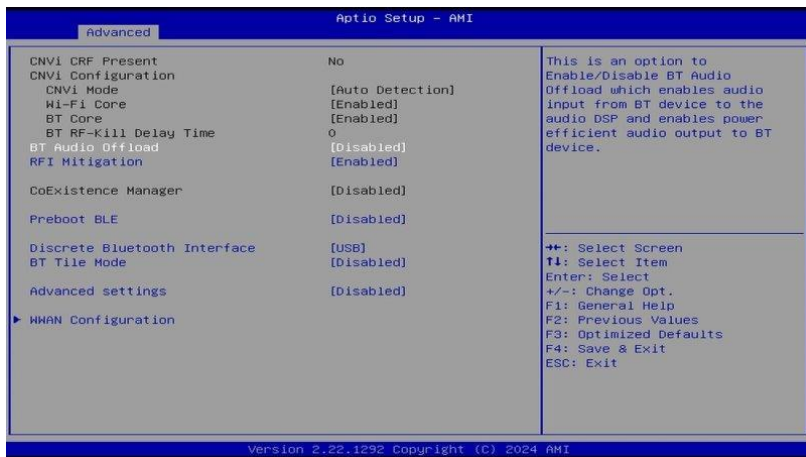 Aptio Setup – AMI
Advanced
CNVi CRF Present No
CNVi Configuration
CNVi Mode [Auto Detection]
Wi-Fi Core [Enabled]
BT Core [Enabled]
BT RF-Kill Delay Time 0
BT Audio Offload [Disabled]
RFI Mitigation [Enabled]
CoExistence Manager [Disabled]
Preboot BLE [Disabled]
Discrete Bluetooth Interface [USB]
BT Tile Mode [Disabled]
Advanced settings [Disabled]
▶ WWAN Configuration
This is an option to
Enable/Disable BT Audio
Offload which enables audio
input from BT device to the
audio DSP and enables power
efficient audio output to BT
device.
→←: Select Screen
↑↓: Select Item
Enter: Select
+/-: Change Opt.
F1: General Help
F2: Previous Values
F3: Optimized Defaults
F4: Save & Exit
ESC: Exit
Version 2.22.1292 Copyright (C) 2024 AMI